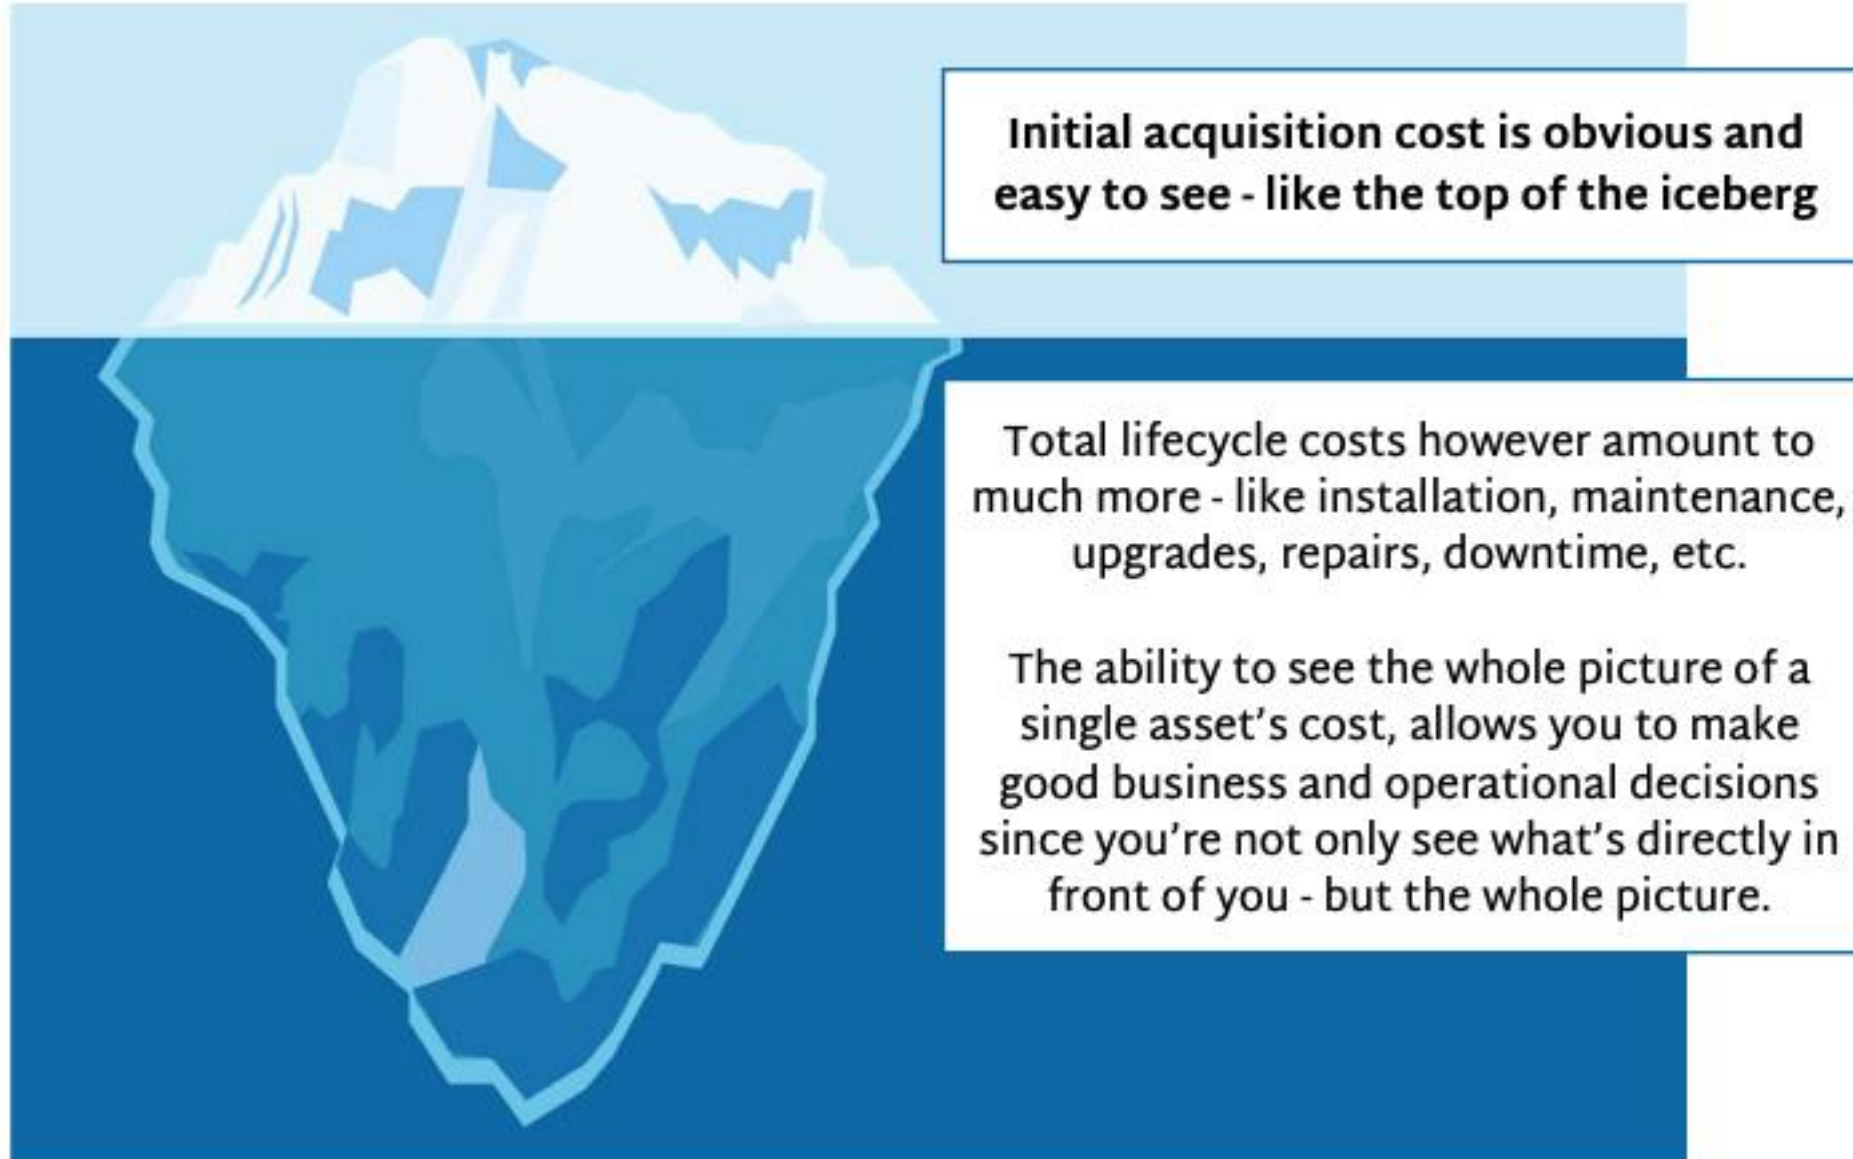 Initial acquisition cost is obvious and
easy to see - like the top of the iceberg
Total lifecycle costs however amount to
much more - like installation, maintenance,
upgrades, repairs, downtime, etc.
The ability to see the whole picture of a
single asset's cost, allows you to make
good business and operational decisions
since you're not only see what's directly in
front of you - but the whole picture.